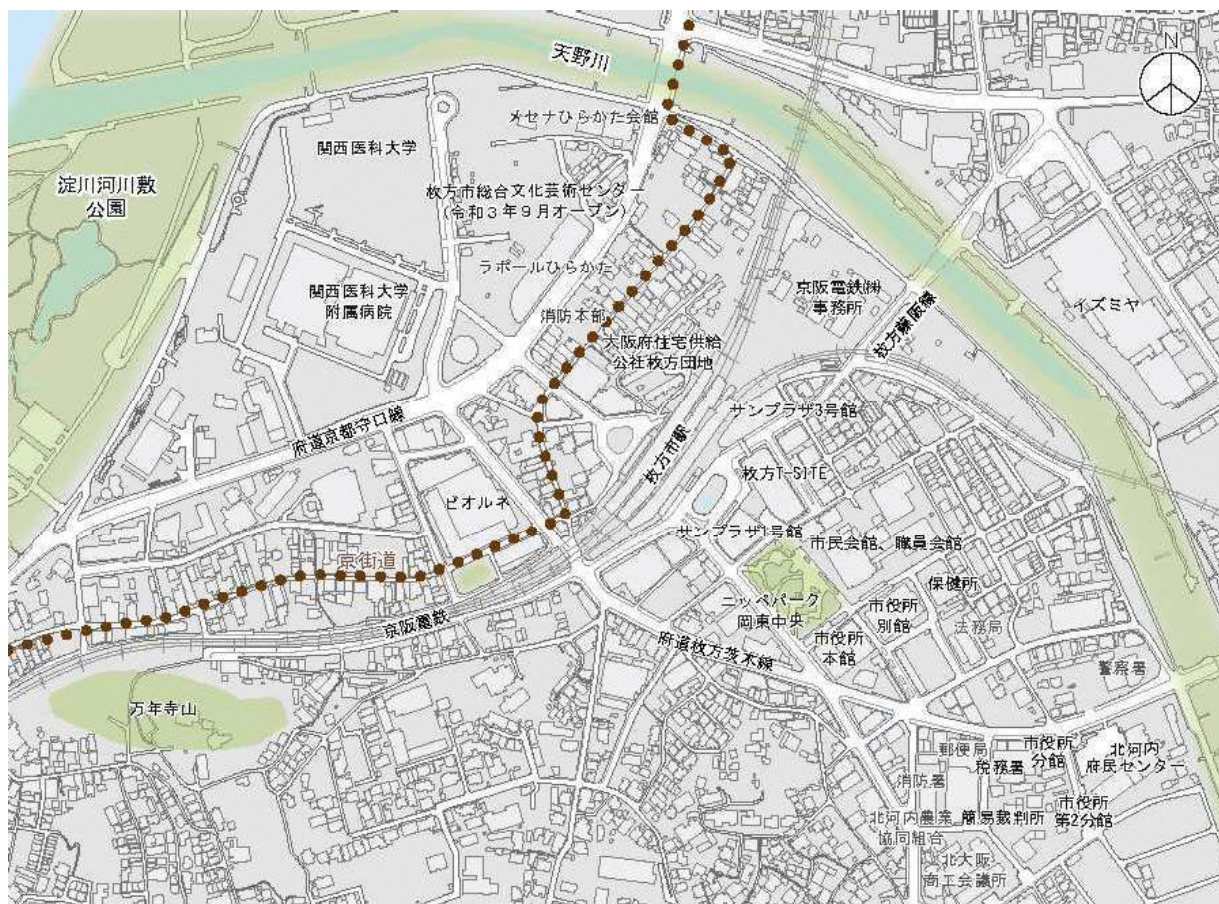 N
天野川
メセナひらかた会館
関西医科大学
淀川河川敷
公園
枚方市総合文化芸術センター
(令和3年9月オープン)
ラポールひらかた
関西医科大学
附属病院
京阪電鉄㈱
事務所
イズミヤ
消防本部
大阪府住宅供給
公社枚方団地
枚方藤阪線
サンプラザ3号館
府道京都守口線
枚方市駅
枚方T-SITE
ビオルネ
サンプラザ1号館
市民会館、職員会館
京街道
保健所
ニッペパーク
岡東中央
市役所
別館
法務局
京阪電鉄
府道枚方茨木線
市役所
本館
警察署
万年寺山
郵便局
税務署
市役所
分館
北河内
府民センター
消防署
北河内農業
協同組合
簡易裁判所
市役所
第2分館
北大阪
商工会議所